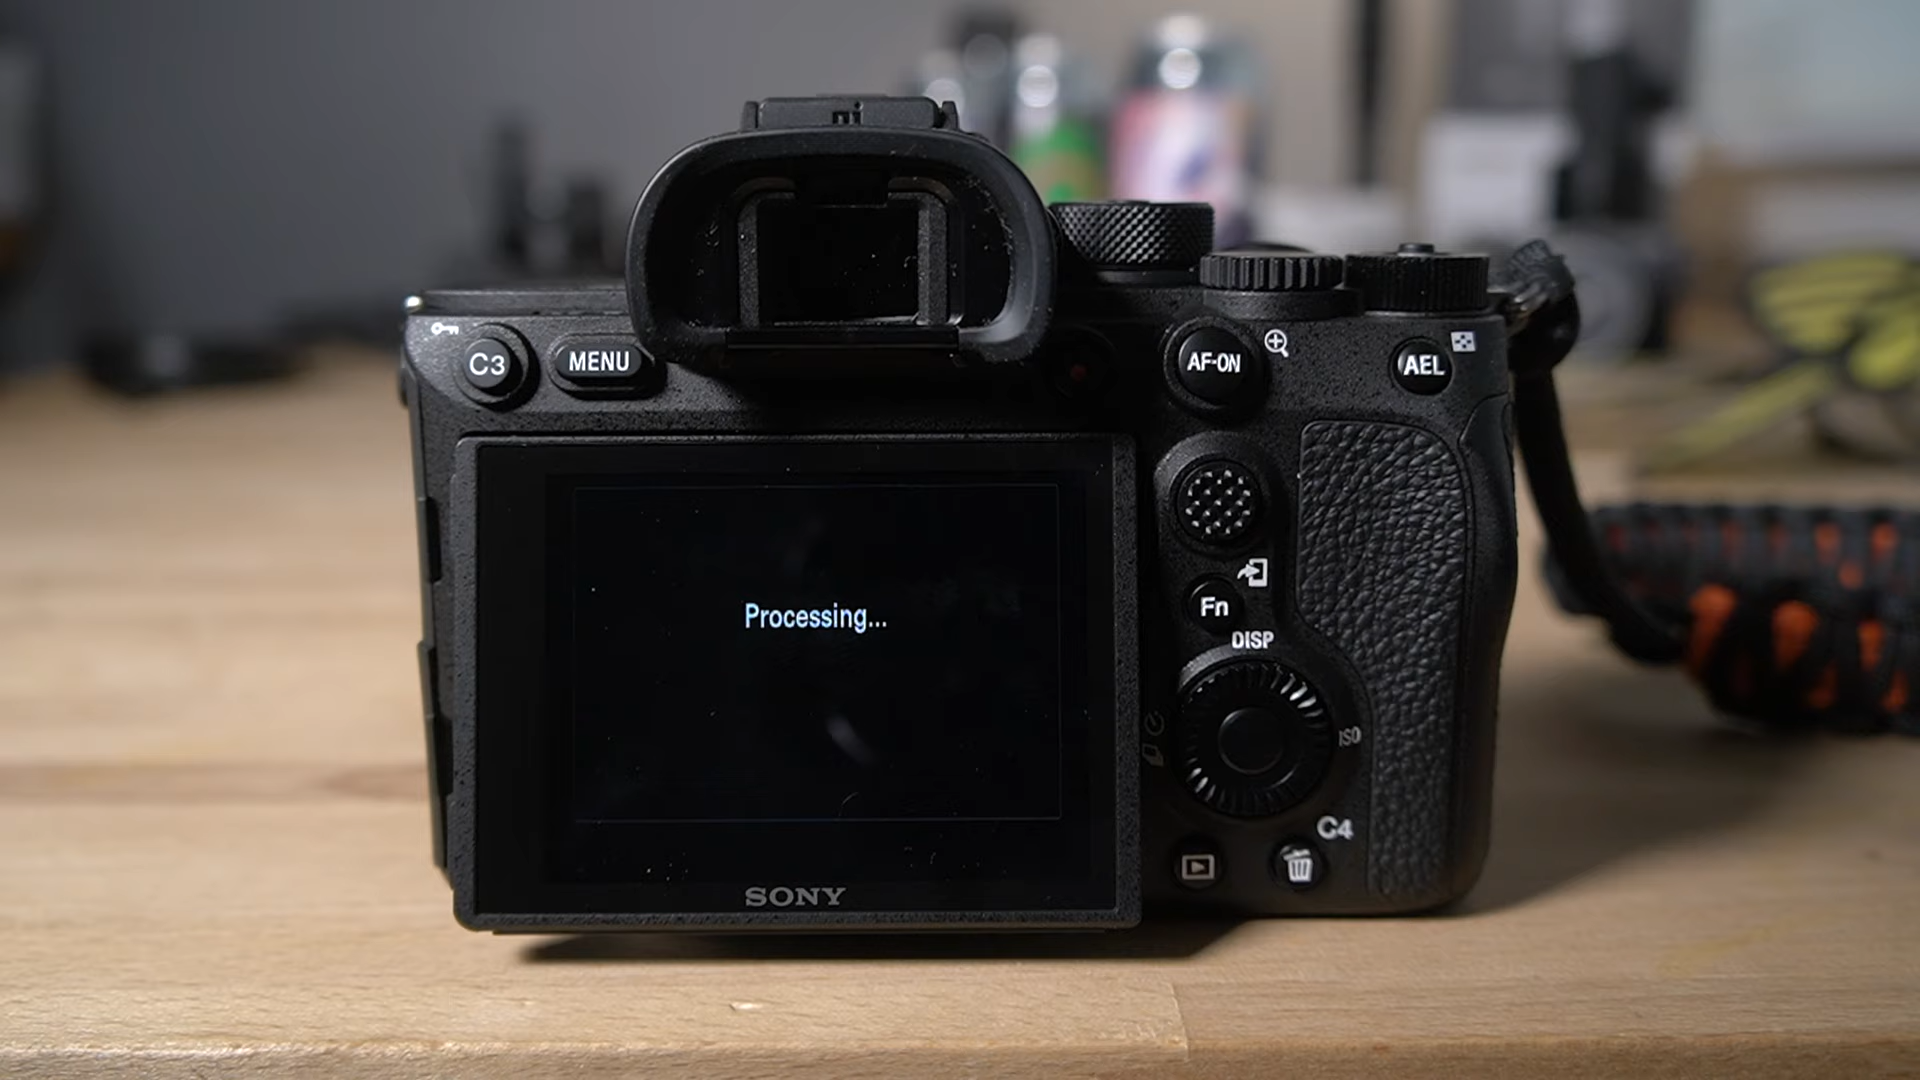 C3
MENU
AF-ON
AEL
Processing...
Fn
DISP
ISO
C4
SONY